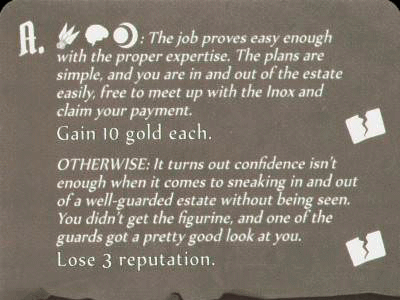 A. : The job proves easy enough
with the proper expertise. The plans are
simple, and you are in and out of the estate
easily, free to meet up with the Inox and
claim your payment.
Gain 10 gold each.
OTHERWISE: It turns out confidence isn't
enough when it comes to sneaking in and out
of a well-guarded estate without being seen.
You didn't get the figurine, and one of the
guards got a pretty good look at you.
Lose 3 reputation.